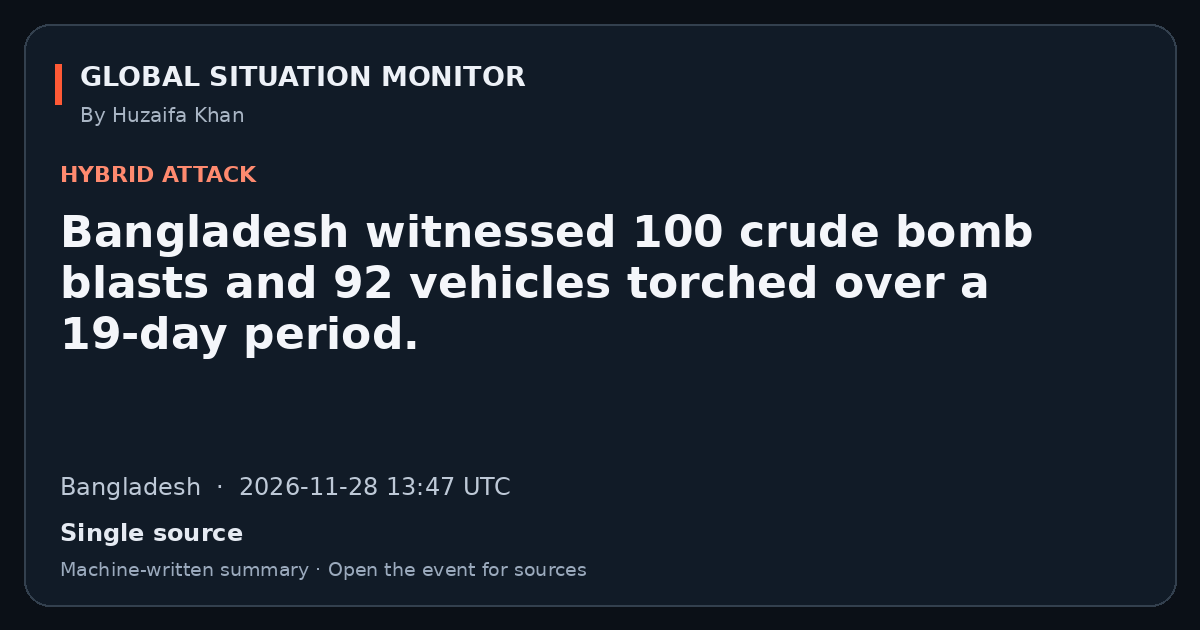 GLOBAL SITUATION MONITOR
By Huzaifa Khan
HYBRID ATTACK
Bangladesh witnessed 100 crude bomb
blasts and 92 vehicles torched over a
19-day period.
Bangladesh · 2026-11-28 13:47 UTC
Single source
Machine-written summary · Open the event for sources